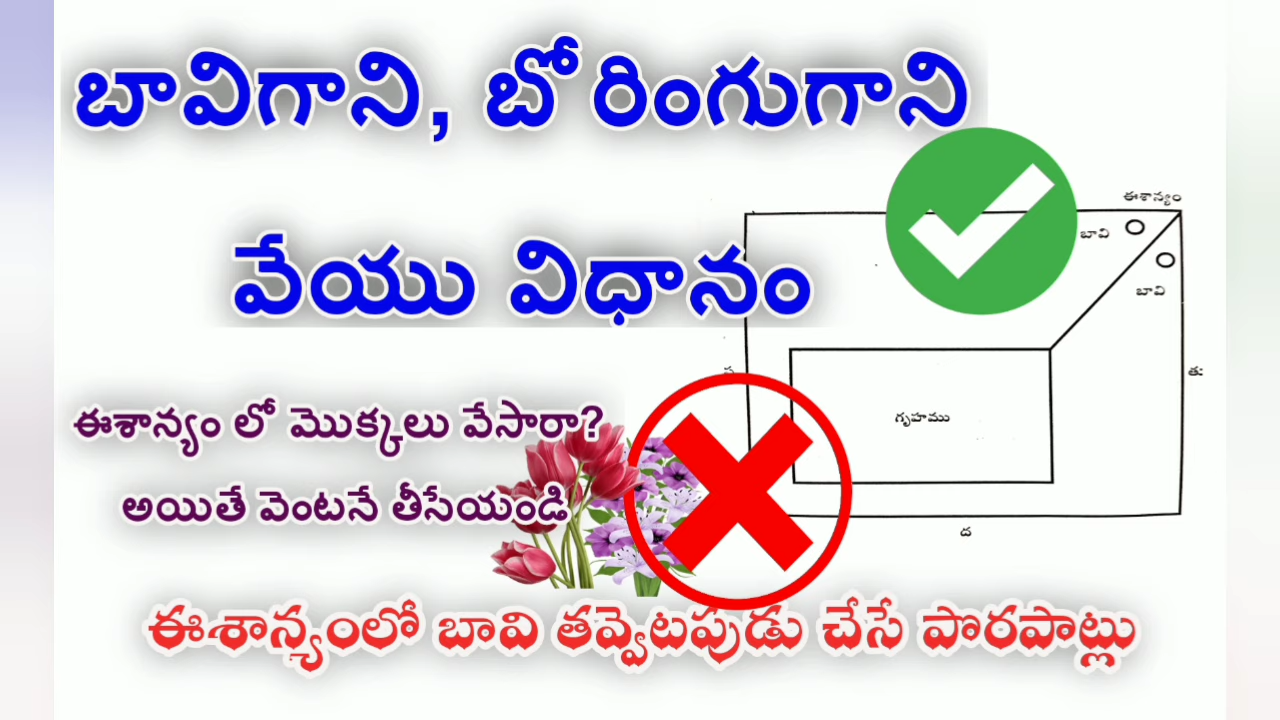 బావిగాని, బోరింగుగాని
వేయు విధానం
ఈశాన్యం
బావి
బావి
తు
గృహము
ద
ఈశాన్యం లో మొక్కలు వేసారా?
అయితే వెంటనే తీసేయండి
ఈశాన్యంలో బావి తవ్వెటపుడు చేసే పొరపాట్లు